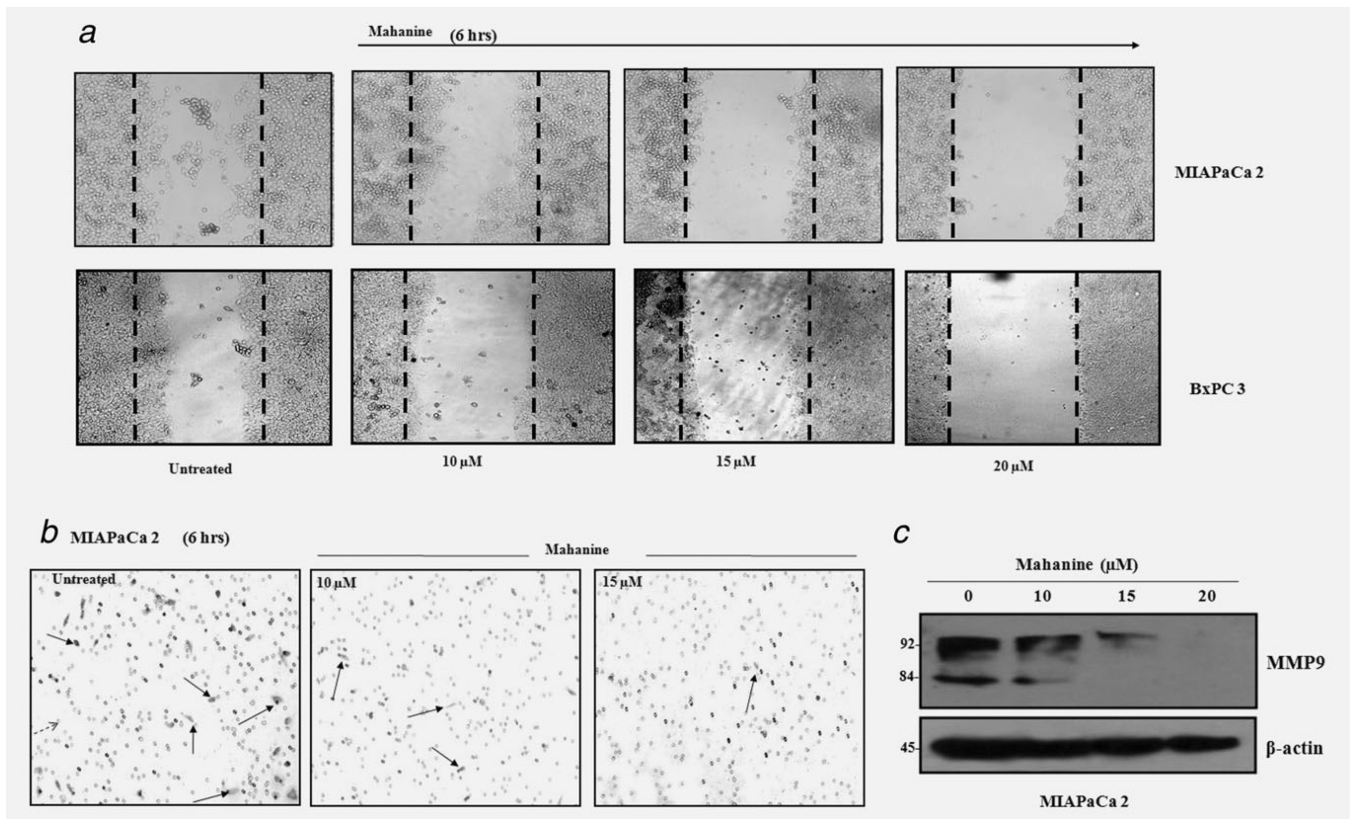 a
Mahanine (6 hrs)
MIAPaCa 2
BxPC 3
Untreated
10 μM
15 μM
20 μM
b MIAPaCa 2 (6 hrs)
Mahanine
Untreated
10 μM
15 μM
c
Mahanine (μM)
0 10 15 20
92-
84-
MMP9
45-
β-actin
MIAPaCa 2